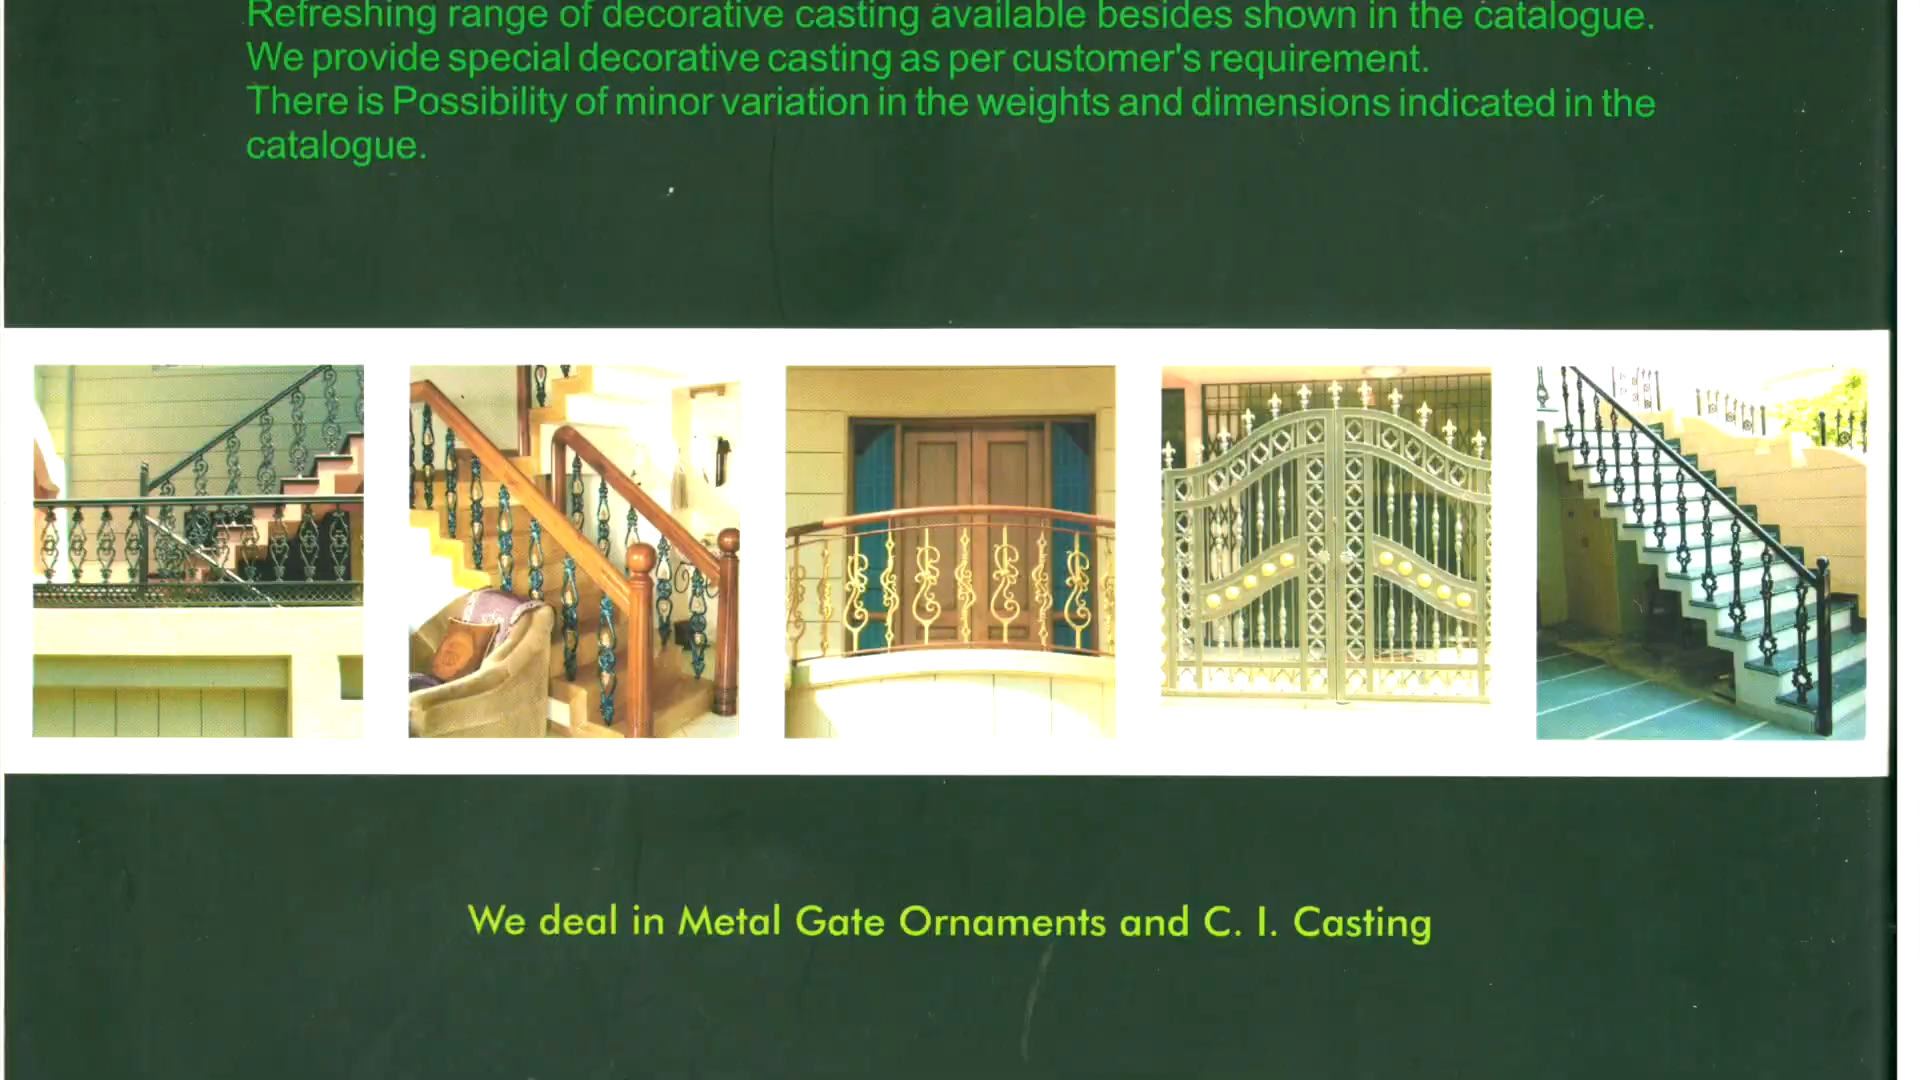 Refreshing range of decorative casting available besides shown in the catalogue.
We provide special decorative casting as per customer's requirement.
There is Possibility of minor variation in the weights and dimensions indicated in the
catalogue.
We deal in Metal Gate Ornaments and C. I. Casting